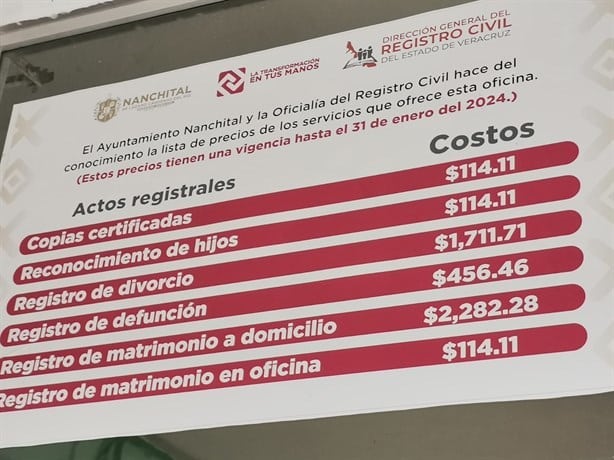 NANCHITAL
LA TRANSFORMACIÓN
EN TUS MANOS
DIRECCIÓN GENERAL DEL
REGISTRO CIVIL
DEL ESTADO DE VERACRUZ
El Ayuntamiento Nanchital y la Oficialía del Registro Civil hace del
conocimiento la lista de precios de los servicios que ofrece esta oficina.
(Estos precios tienen una vigencia hasta el 31 de enero del 2024.)
Actos registrales Costos
Copias certificadas $114.11
Reconocimiento de hijos $114.11
Registro de divorcio $1,711.71
Registro de defunción $456.46
Registro de matrimonio a domicilio $2,282.28
Registro de matrimonio en oficina $114.11